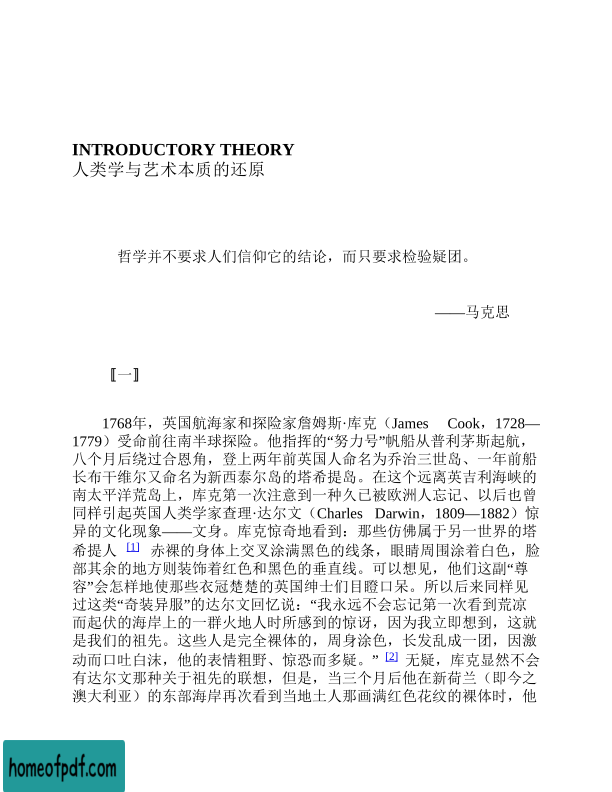 INTRODUCTORY THEORY
人类学与艺术本质的还原
哲学并不要求人们信仰它的结论，而只要求检验疑团。
——马克思
〚一〛
1768年，英国航海家和探险家詹姆斯·库克（James Cook，1728—
1779）受命前往南半球探险。他指挥的“努力号”帆船从普利茅斯起航，
八个月后绕过合恩角，登上两年前英国人命名为乔治三世岛、一年前船
长布干维尔又命名为新西泰尔岛的塔希提岛。在这个远离英吉利海峡的
南太平洋荒岛上，库克第一次注意到一种久已被欧洲人忘记、以后也曾
同样引起英国人类学家查理·达尔文（Charles Darwin，1809—1882）惊
异的文化现象——文身。库克惊奇地看到：那些仿佛属于另一世界的塔
希提人 [1] 赤裸的身体上交叉涂满黑色的线条，眼睛周围涂着白色，脸
部其余的地方则装饰着红色和黑色的垂直线。可以想见，他们这副“尊
容”会怎样地使那些衣冠楚楚的英国绅士们目瞪口呆。所以后来同样见
过这类“奇装异服”的达尔文回忆说：“我永远不会忘记第一次看到荒凉
而起伏的海岸上的一群火地人时所感到的惊讶，因为我立即想到，这就
是我们的祖先。这些人是完全裸体的，周身涂色，长发乱成一团，因激
动而口吐白沫，他的表情粗野、惊恐而多疑。” [2] 无疑，库克显然不会
有达尔文那种关于祖先的联想，但是，当三个月后他在新荷兰（即今之
澳大利亚）的东部海岸再次看到当地土人那画满红色花纹的裸体时，他
homeofpdf.com